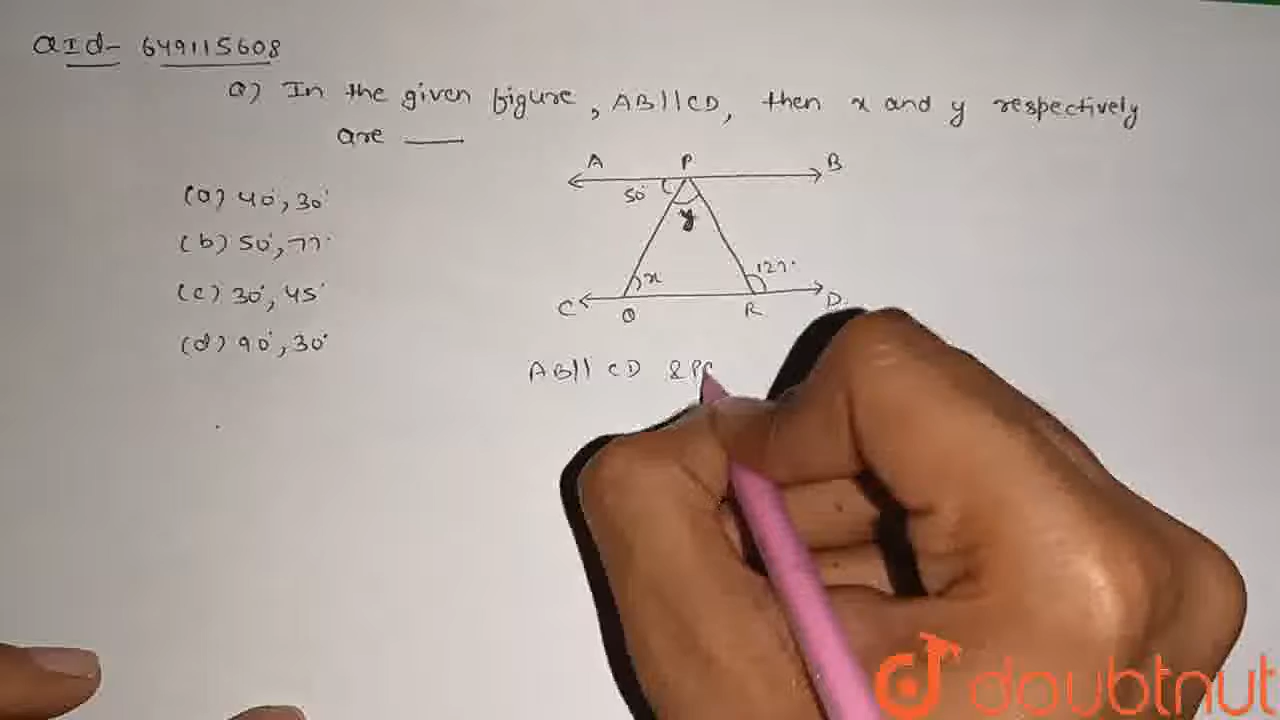 QId- 649115608
Q) In the given figure, AB||CD, then x and y respectively
are ___
(a) 40°, 30°
(b) 50°, 77°
(c) 30°, 45°
(d) 90°, 30°
A P B
50°
y
x 127°
C Q R D
AB|| CD & PQ
doubtnut